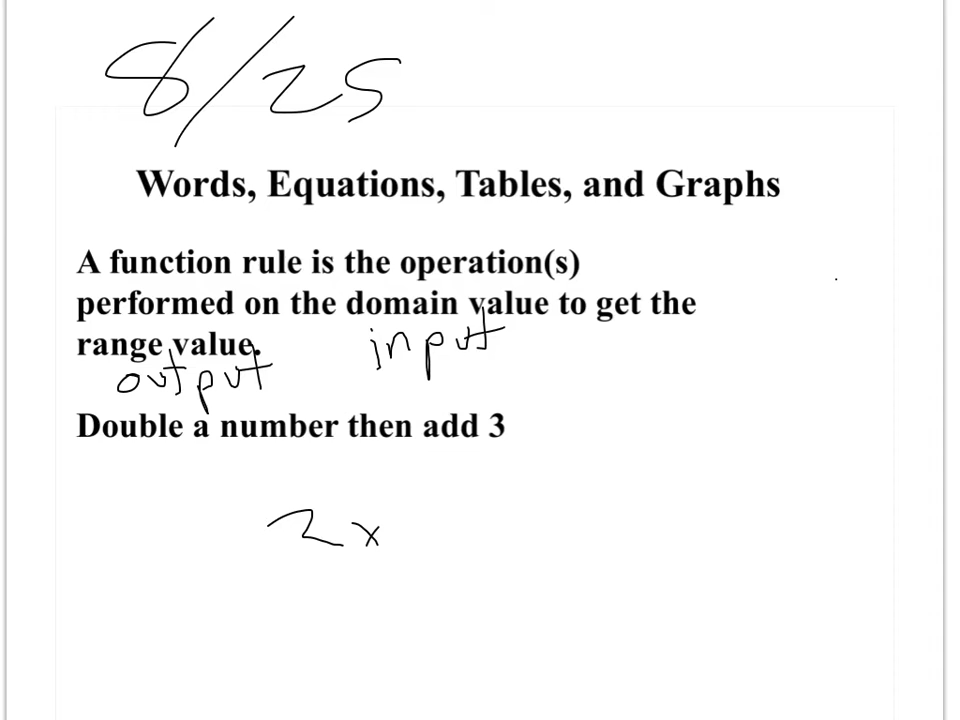 8/25
Words, Equations, Tables, and Graphs
A function rule is the operation(s)
performed on the domain value to get the
range value.
input
output
Double a number then add 3
2x